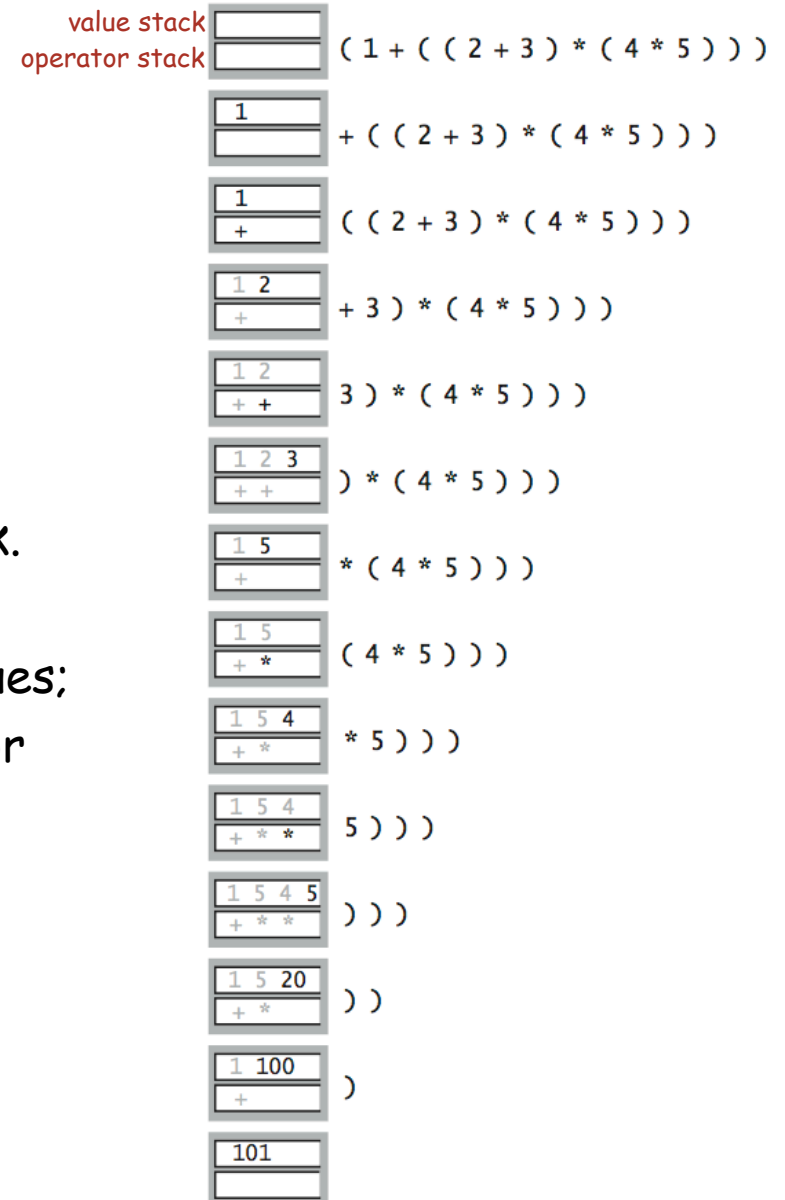 value stack
operator stack
( 1 + ( ( 2 + 3 ) * ( 4 * 5 ) ) )
1
+ ( ( 2 + 3 ) * ( 4 * 5 ) ) )
1
+
( ( 2 + 3 ) * ( 4 * 5 ) ) )
1 2
+
+ 3 ) * ( 4 * 5 ) ) )
1 2
+ +
3 ) * ( 4 * 5 ) ) )
1 2 3
+ +
) * ( 4 * 5 ) ) )
1 5
+
* ( 4 * 5 ) ) )
1 5
+ *
( 4 * 5 ) ) )
1 5 4
+ *
* 5 ) ) )
1 5 4
+ * *
5 ) ) )
1 5 4 5
+ * *
) ) )
1 5 20
+ *
) )
1 100
+
)
101